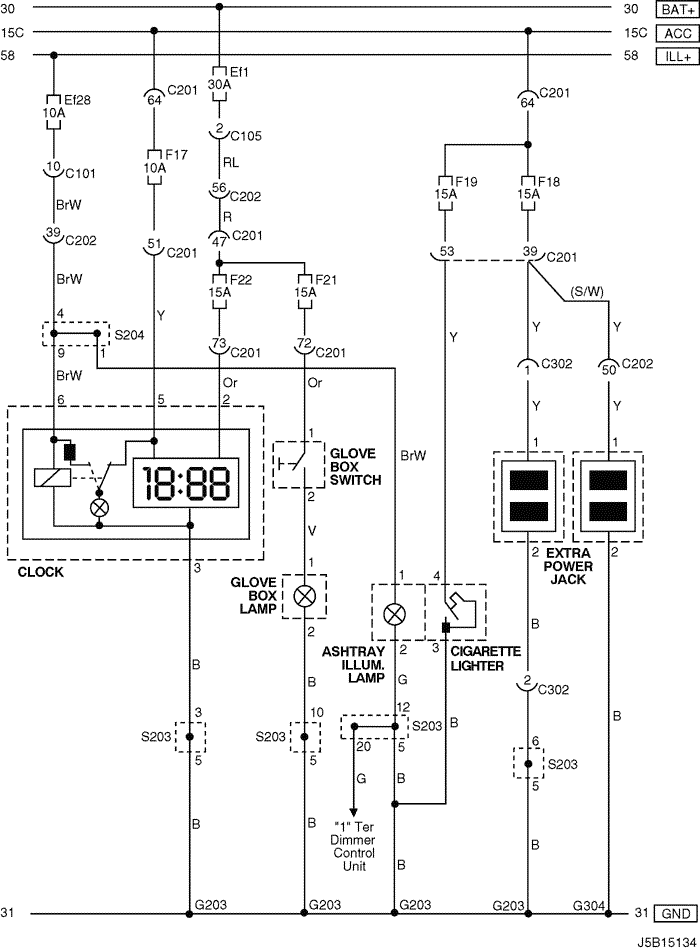 30 30 BAT+
15C 15C ACC
58 58 ILL+
Ef28
10A
Ef1
30A
C201
64
C201
64
2
C105
RL
F17
10A
10
C101
56
C202
R
F19
15A
F18
15A
BrW
39
C202
51
C201
47
C201
53
39
C201
BrW
F22
15A
F21
15A
(S/W)
4
S204
9
1
Y
73
C201
72
C201
Y
Y
Y
1
C302
50
C202
BrW
Or
Or
Y
Y
6
5
2
1
GLOVE
BOX
SWITCH
2
BrW
1
1
18:88
V
CLOCK
3
1
GLOVE
BOX
LAMP
2
1
4
2
EXTRA
POWER
JACK
2
ASHTRAY
ILLUM.
LAMP
2
3
CIGARETTE
LIGHTER
B
B
B
G
B
2
C302
B
3
S203
5
10
S203
5
12
S203
20
5
B
6
S203
5
G
B
B
B
"1" Ter
Dimmer
Control
Unit
B
B
31
G203
G203
G203
G203
G304
31 GND
J5B15134